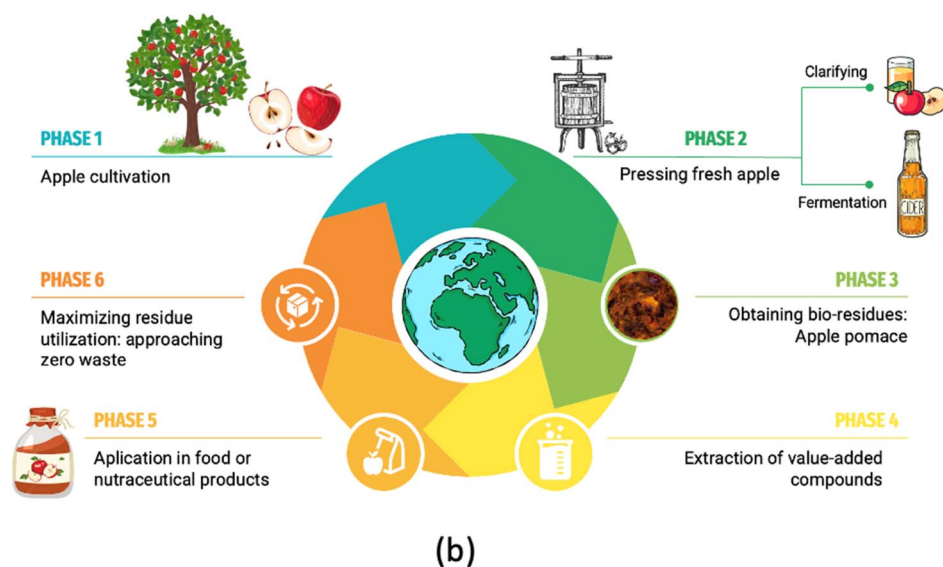 PHASE 1
Apple cultivation
PHASE 2
Pressing fresh apple
Clarifying
Fermentation
CIDER
PHASE 3
Obtaining bio-residues:
Apple pomace
PHASE 4
Extraction of value-added
compounds
PHASE 5
Aplication in food or
nutraceutical products
PHASE 6
Maximizing residue
utilization: approaching
zero waste
(b)